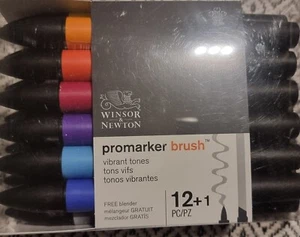 WINSOR
&
NEWTON
promarker brush™
vibrant tones
tons vifs
tonos vibrantes
FREE blender
mélangeur GRATUIT
mezclador GRATIS
12+1
PC/PZ